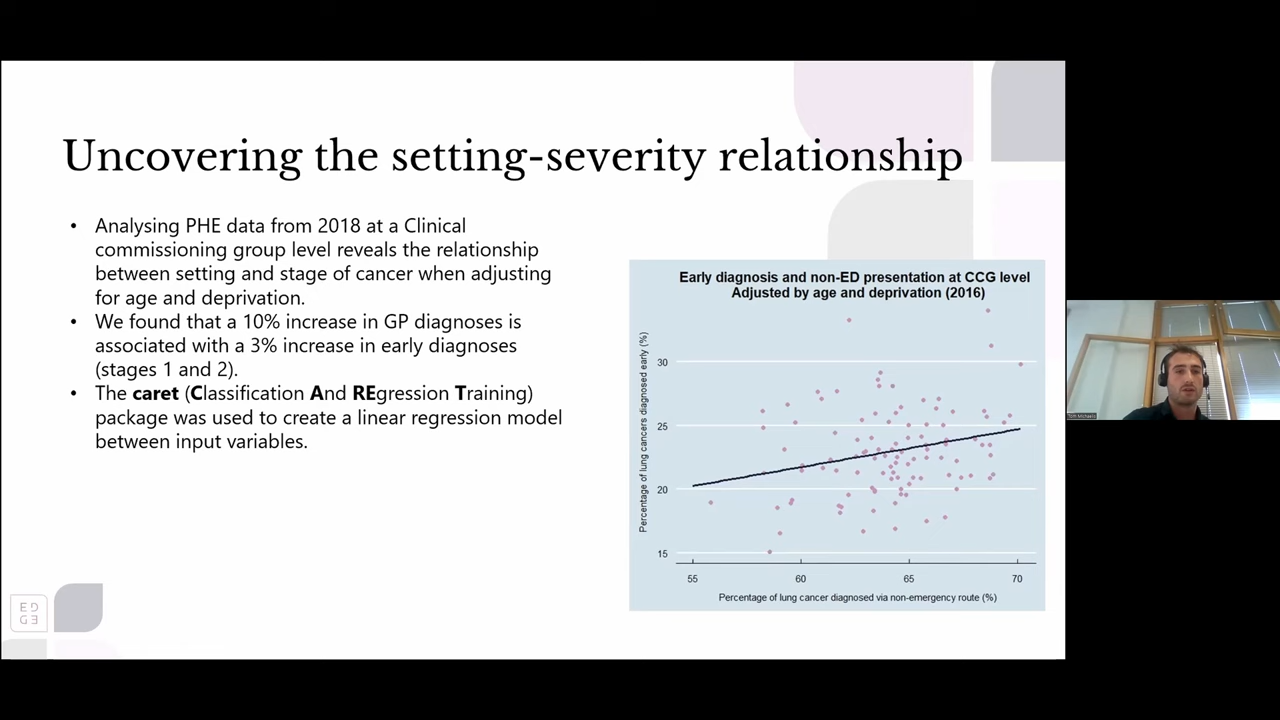 Uncovering the setting-severity relationship
• Analysing PHE data from 2018 at a Clinical
commissioning group level reveals the relationship
between setting and stage of cancer when adjusting
for age and deprivation.
• We found that a 10% increase in GP diagnoses is
associated with a 3% increase in early diagnoses
(stages 1 and 2).
• The caret (Classification And REgression Training)
package was used to create a linear regression model
between input variables.
Early diagnosis and non-ED presentation at CCG level
Adjusted by age and deprivation (2016)
Percentage of lung cancers diagnosed early (%)
30
25
20
15
55 60 65 70
Percentage of lung cancer diagnosed via non-emergency route (%)
ED
GE
Tom Michaelis